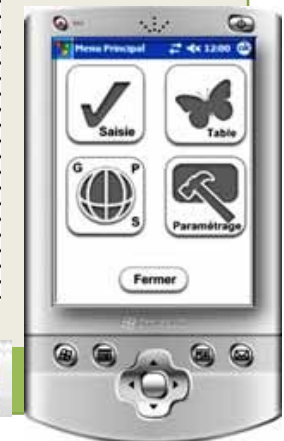 Menu Principal 12:00 ok
Saisie
Table
G P
S
Paramétrage
Fermer